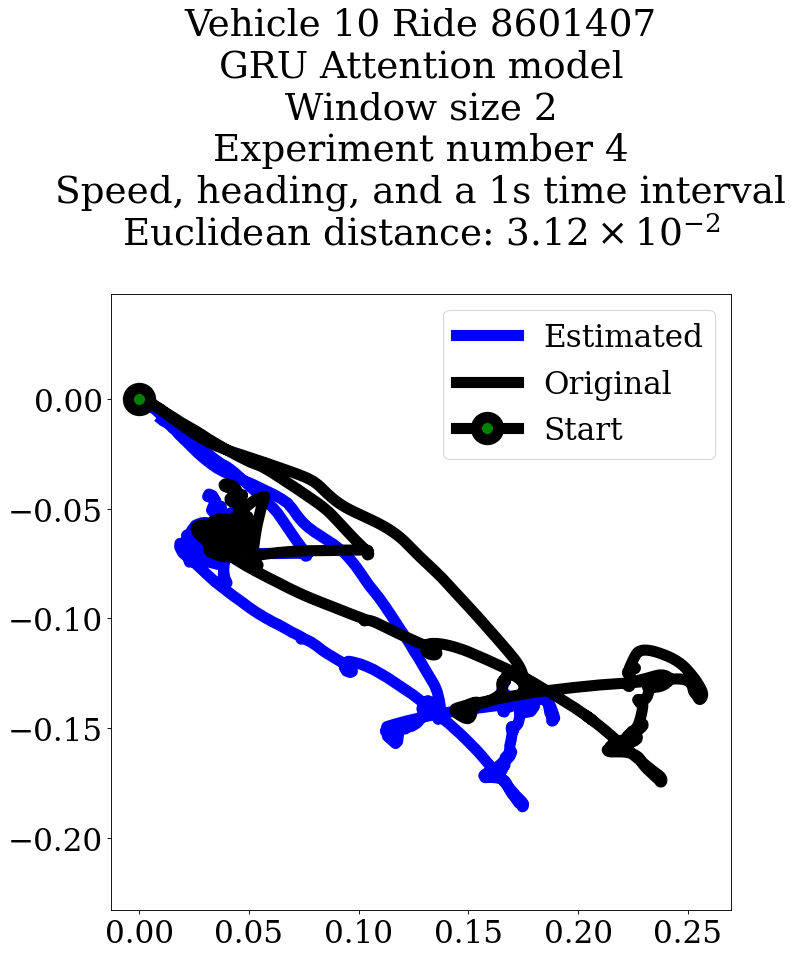 Vehicle 10 Ride 8601407
GRU Attention model
Window size 2
Experiment number 4
Speed, heading, and a 1s time interval
Euclidean distance: 3.12 × 10⁻²
Estimated
Original
Start
0.00
−0.05
−0.10
−0.15
−0.20
0.00 0.05 0.10 0.15 0.20 0.25